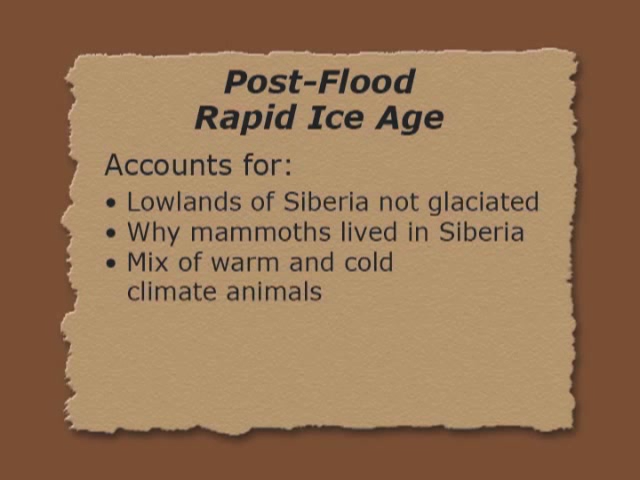 Post-Flood
Rapid Ice Age
Accounts for:
• Lowlands of Siberia not glaciated
• Why mammoths lived in Siberia
• Mix of warm and cold
climate animals